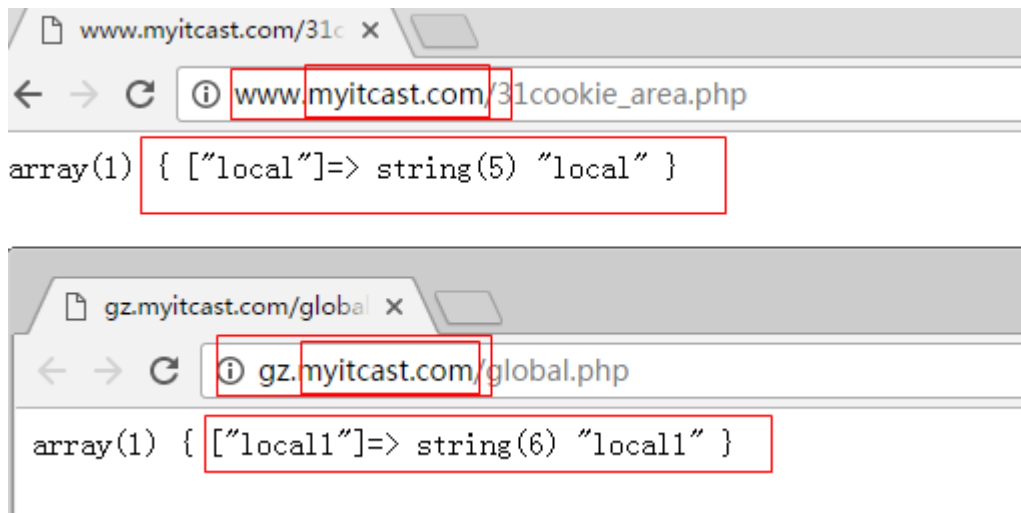 www.myitcast.com/31c
www.myitcast.com/31cookie_area.php
array(1) { ["local"]=> string(5) "local" }
gz.myitcast.com/global
gz.myitcast.com/global.php
array(1) { ["local1"]=> string(6) "local1" }